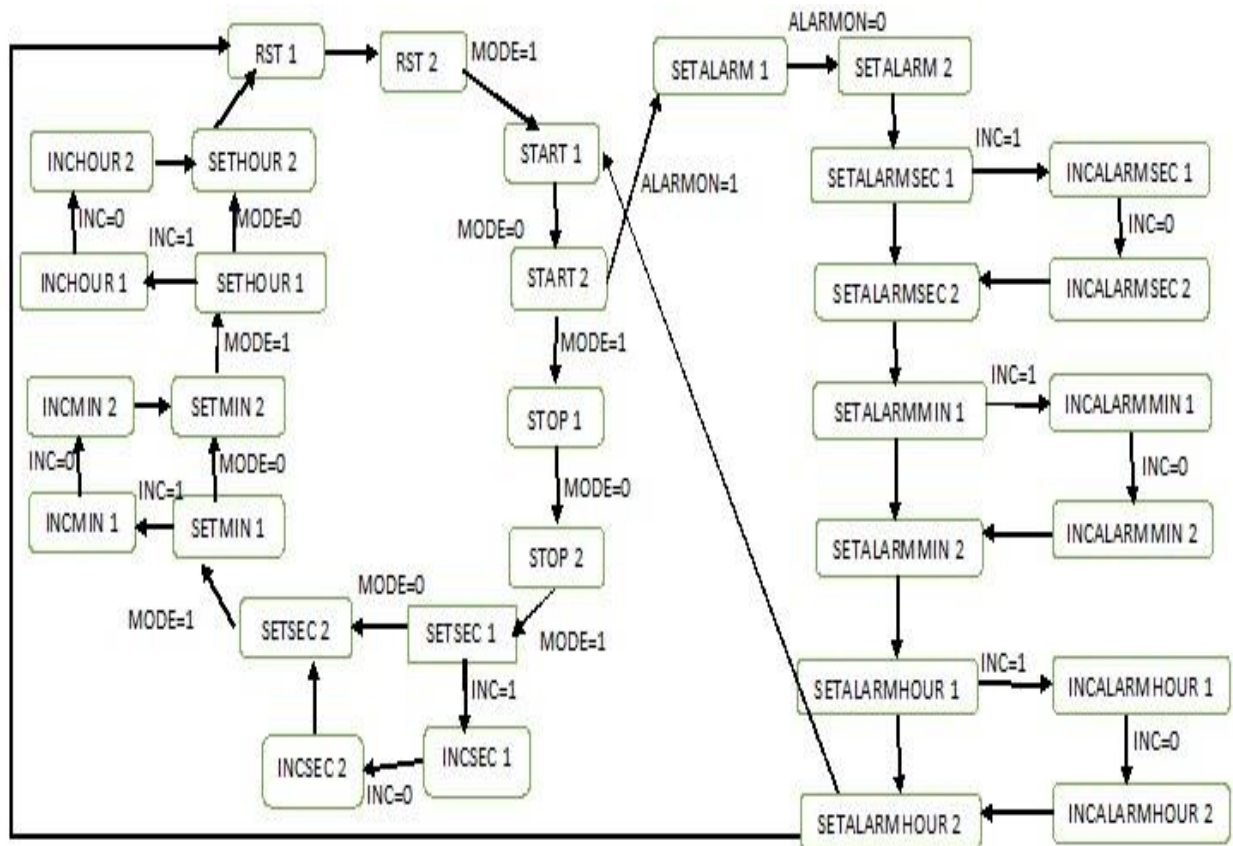 ALARMON=0
RST 1
RST 2
MODE=1
SETALARM 1
SETALARM 2
INCHOUR 2
SETHOUR 2
START 1
INC=1
SETALARMSEC 1
INCALARMSEC 1
ALARMON=1
INC=0
MODE=0
MODE=0
INC=0
INC=1
INCHOUR 1
SETHOUR 1
START 2
SETALARMSEC 2
INCALARMSEC 2
MODE=1
MODE=1
INCMIN 2
SETMIN 2
STOP 1
INC=1
SETALARMMIN 1
INCALARMMIN 1
INC=0
MODE=0
INC=0
INC=1
MODE=0
INCMIN 1
SETMIN 1
SETALARMMIN 2
INCALARMMIN 2
STOP 2
MODE=0
MODE=1
SETSEC 2
SETSEC 1
MODE=1
INC=1
SETALARMHOUR 1
INCALARMHOUR 1
INC=1
INC=0
INCSEC 2
INCSEC 1
INC=0
SETALARMHOUR 2
INCALARMHOUR 2